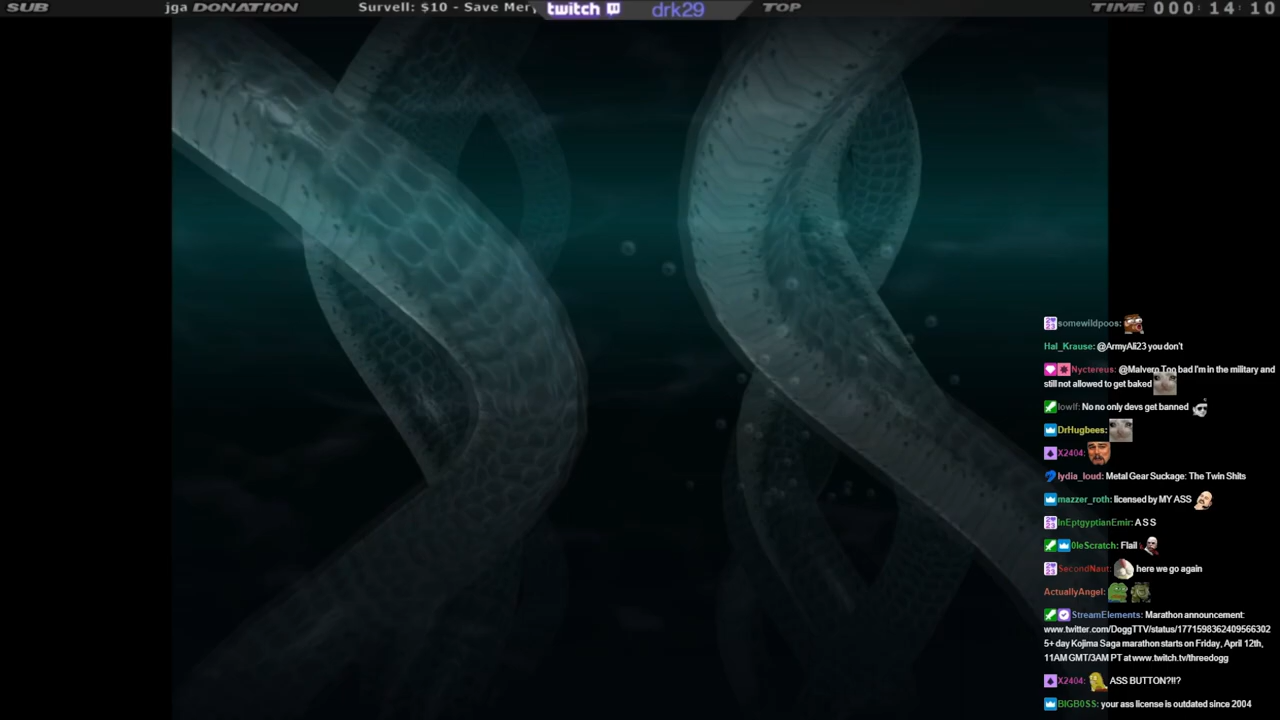 SUB
jga DONATION
Survell: $10 - Save Mery
twitch
drk29
TOP
TIME 000:14:10
somewildpoos:
Hal_Krause: @ArmyAli23 you don't
Nyctereus: @Malvero Too bad I'm in the military and
still not allowed to get baked
lowlf: No no only devs get banned
DrHugbees:
X2404:
lydia_loud: Metal Gear Suckage: The Twin Shits
mazzer_roth: licensed by MY ASS
InEptgyptianEmir: A S S
0leScratch: Flail
SecondNaut: here we go again
ActuallyAngel:
StreamElements: Marathon announcement:
www.twitter.com/DoggTTV/status/1771598362409566302
5+ day Kojima Saga marathon starts on Friday, April 12th,
11AM GMT/3AM PT at www.twitch.tv/threedogg
X2404: ASS BUTTON?!!?
BIGB0SS: your ass license is outdated since 2004